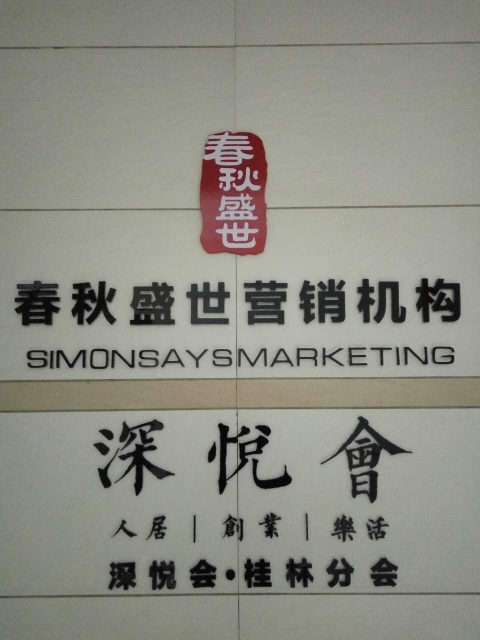 春秋盛世
春秋盛世营销机构
SIMONSAYSMARKETING
深悦會
人居｜創業｜樂活
深悦会·桂林分会